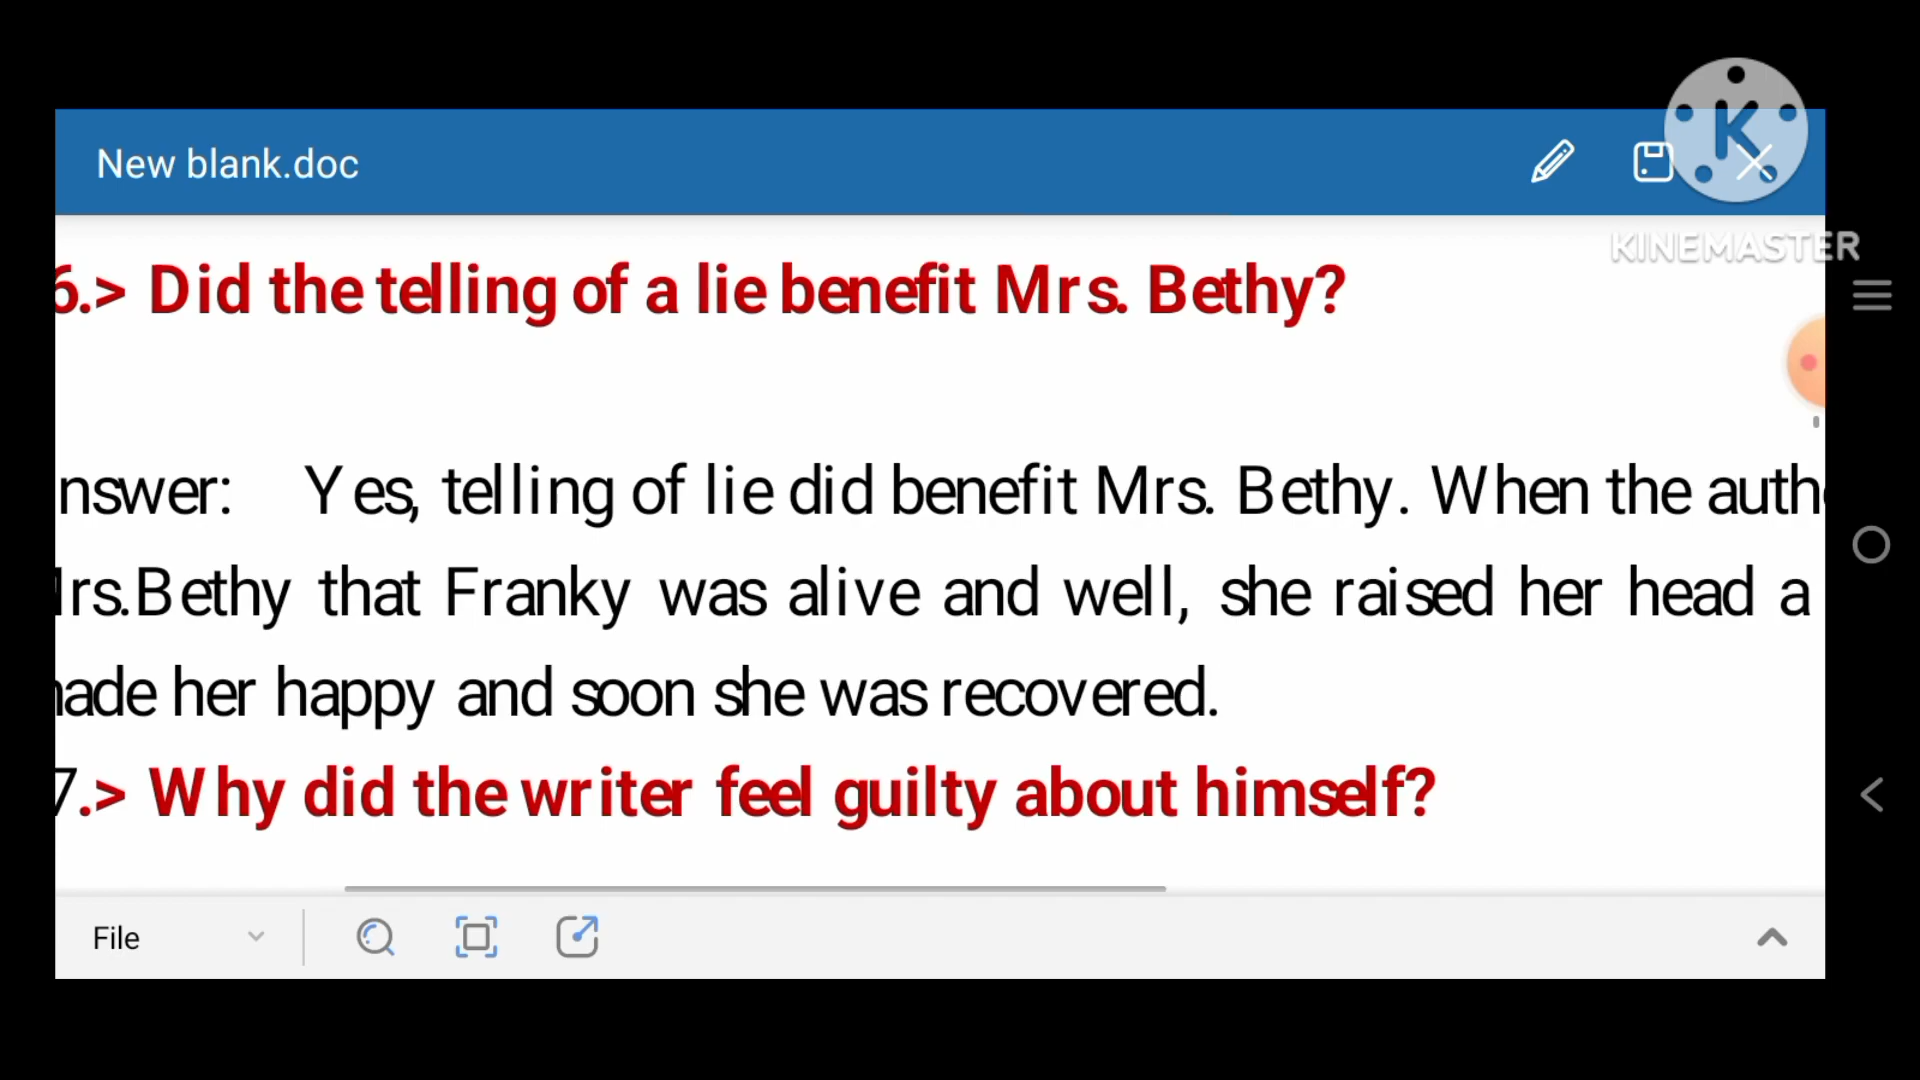 New blank.doc
KINEMASTER
6.> Did the telling of a lie benefit Mrs. Bethy?
nswer: Yes, telling of lie did benefit Mrs. Bethy. When the auth
Mrs.Bethy that Franky was alive and well, she raised her head a
made her happy and soon she was recovered.
7.> Why did the writer feel guilty about himself?
File